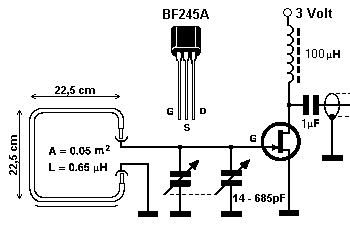 BF245A
3 Volt
22,5 cm
100µH
G
D
S
22,5 cm
A = 0.05 m²
L = 0.65 µH
G
1µF
14 - 685pF